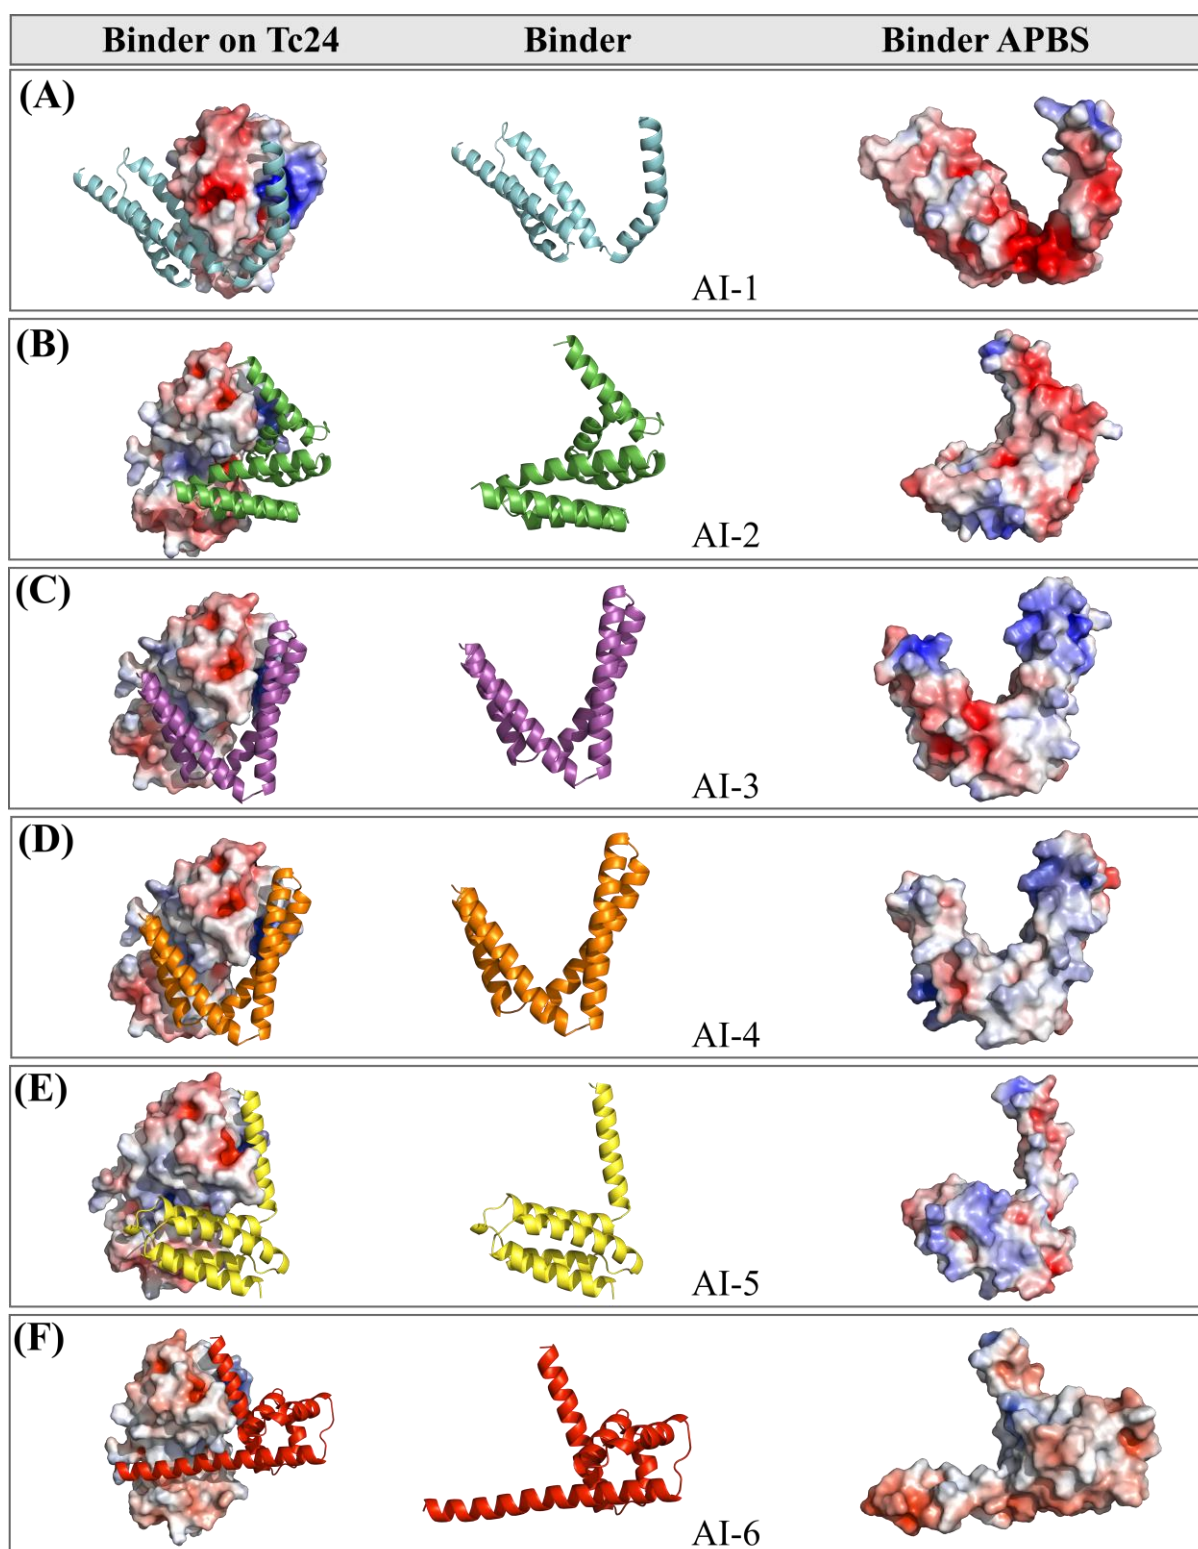 Binder on Tc24 Binder Binder APBS
(A)
AI-1
(B)
AI-2
(C)
AI-3
(D)
AI-4
(E)
AI-5
(F)
AI-6